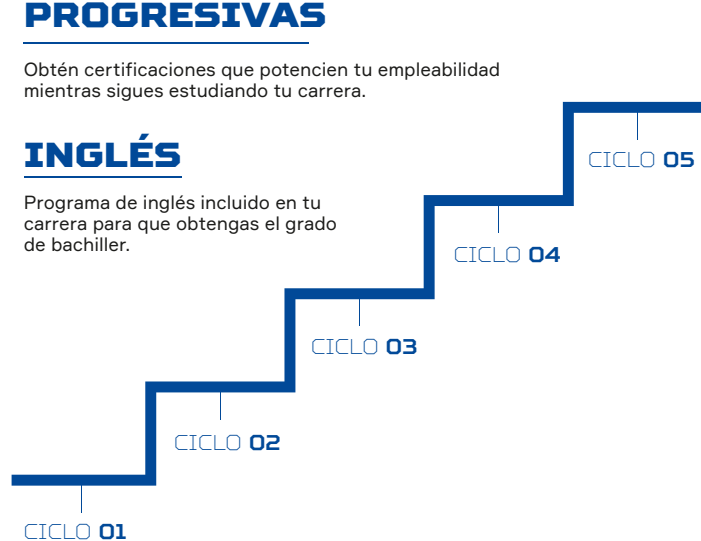 PROGRESIVAS
Obtén certificaciones que potencien tu empleabilidad
mientras sigues estudiando tu carrera.
INGLÉS
Programa de inglés incluido en tu
carrera para que obtengas el grado
de bachiller.
CICLO 05
CICLO 04
CICLO 03
CICLO 02
CICLO 01